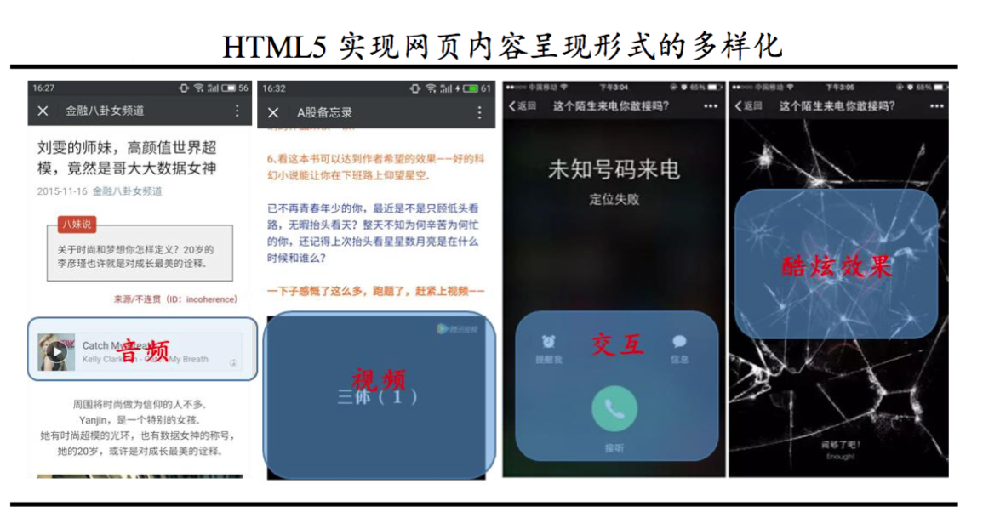 HTML5 实现网页内容呈现形式的多样化
16:27
56
金融八卦女频道
刘雯的师妹，高颜值世界超
模，竟然是哥大大数据女神
2015-11-16 金融八卦女频道
八妹说
关于时尚和梦想你怎样定义？20岁的
李彦瑾也许就是对成长最美的诠释。
来源/不连贯（ID：incoherence）
音频
Catch My Breath
Kelly Clarkson - Catch My Breath
周围将时尚做为信仰的人不多。
Yanjin，是一个特别的女孩。
她有时尚超模的光环，也有数据女神的称号，
她的20岁，或许是对成长最美的诠释。
16:32
61
A股备忘录
6、看这本书可以达到作者希望的效果——好的科
幻小说能让你在下班路上仰望星空。
已不再青春年少的你，最近是不是只顾低头看
路，无暇抬头看天？整天不知为何辛苦为何忙
的你，还记得上次抬头看星星数月亮是在什么
时候和谁么？
一下子感慨了这么多，跑题了，赶紧上视频——
腾讯视频
视频
三体（1）
中国移动 下午3:04 65%
返回 这个陌生来电你敢接吗？
未知号码来电
定位失败
交互
提醒我 信息
接听
中国移动 下午3:05 65%
返回 这个陌生来电你敢接吗？
酷炫效果
闹够了吧！
Enough!